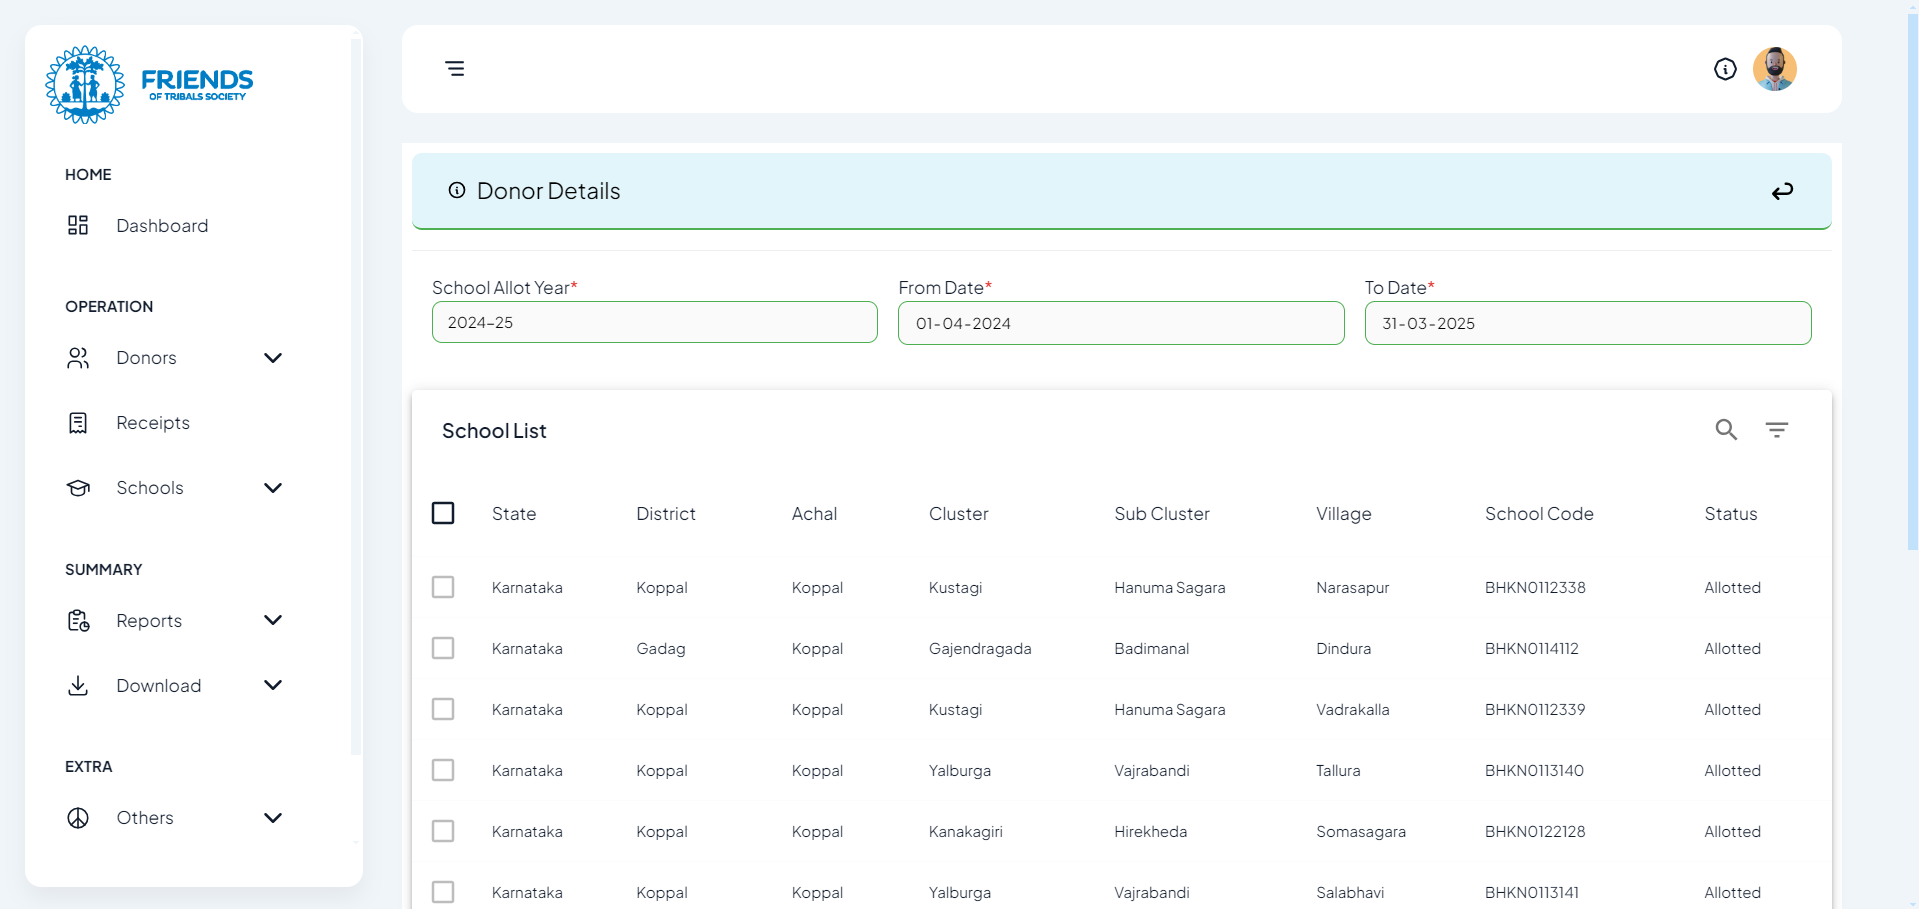 FRIENDS
OF TRIBALS SOCIETY
HOME
Dashboard
OPERATION
Donors
Receipts
Schools
SUMMARY
Reports
Download
EXTRA
Others
Donor Details
School Allot Year* From Date* To Date*
2024-25 01-04-2024 31-03-2025
School List
State District Achal Cluster Sub Cluster Village School Code Status
Karnataka Koppal Koppal Kustagi Hanuma Sagara Narasapur BHKN0112338 Allotted
Karnataka Gadag Koppal Gajendragada Badimanal Dindura BHKN0114112 Allotted
Karnataka Koppal Koppal Kustagi Hanuma Sagara Vadrakalla BHKN0112339 Allotted
Karnataka Koppal Koppal Yalburga Vajrabandi Tallura BHKN0113140 Allotted
Karnataka Koppal Koppal Kanakagiri Hirekheda Somasagara BHKN0122128 Allotted
Karnataka Koppal Koppal Yalburga Vajrabandi Salabhavi BHKN0113141 Allotted